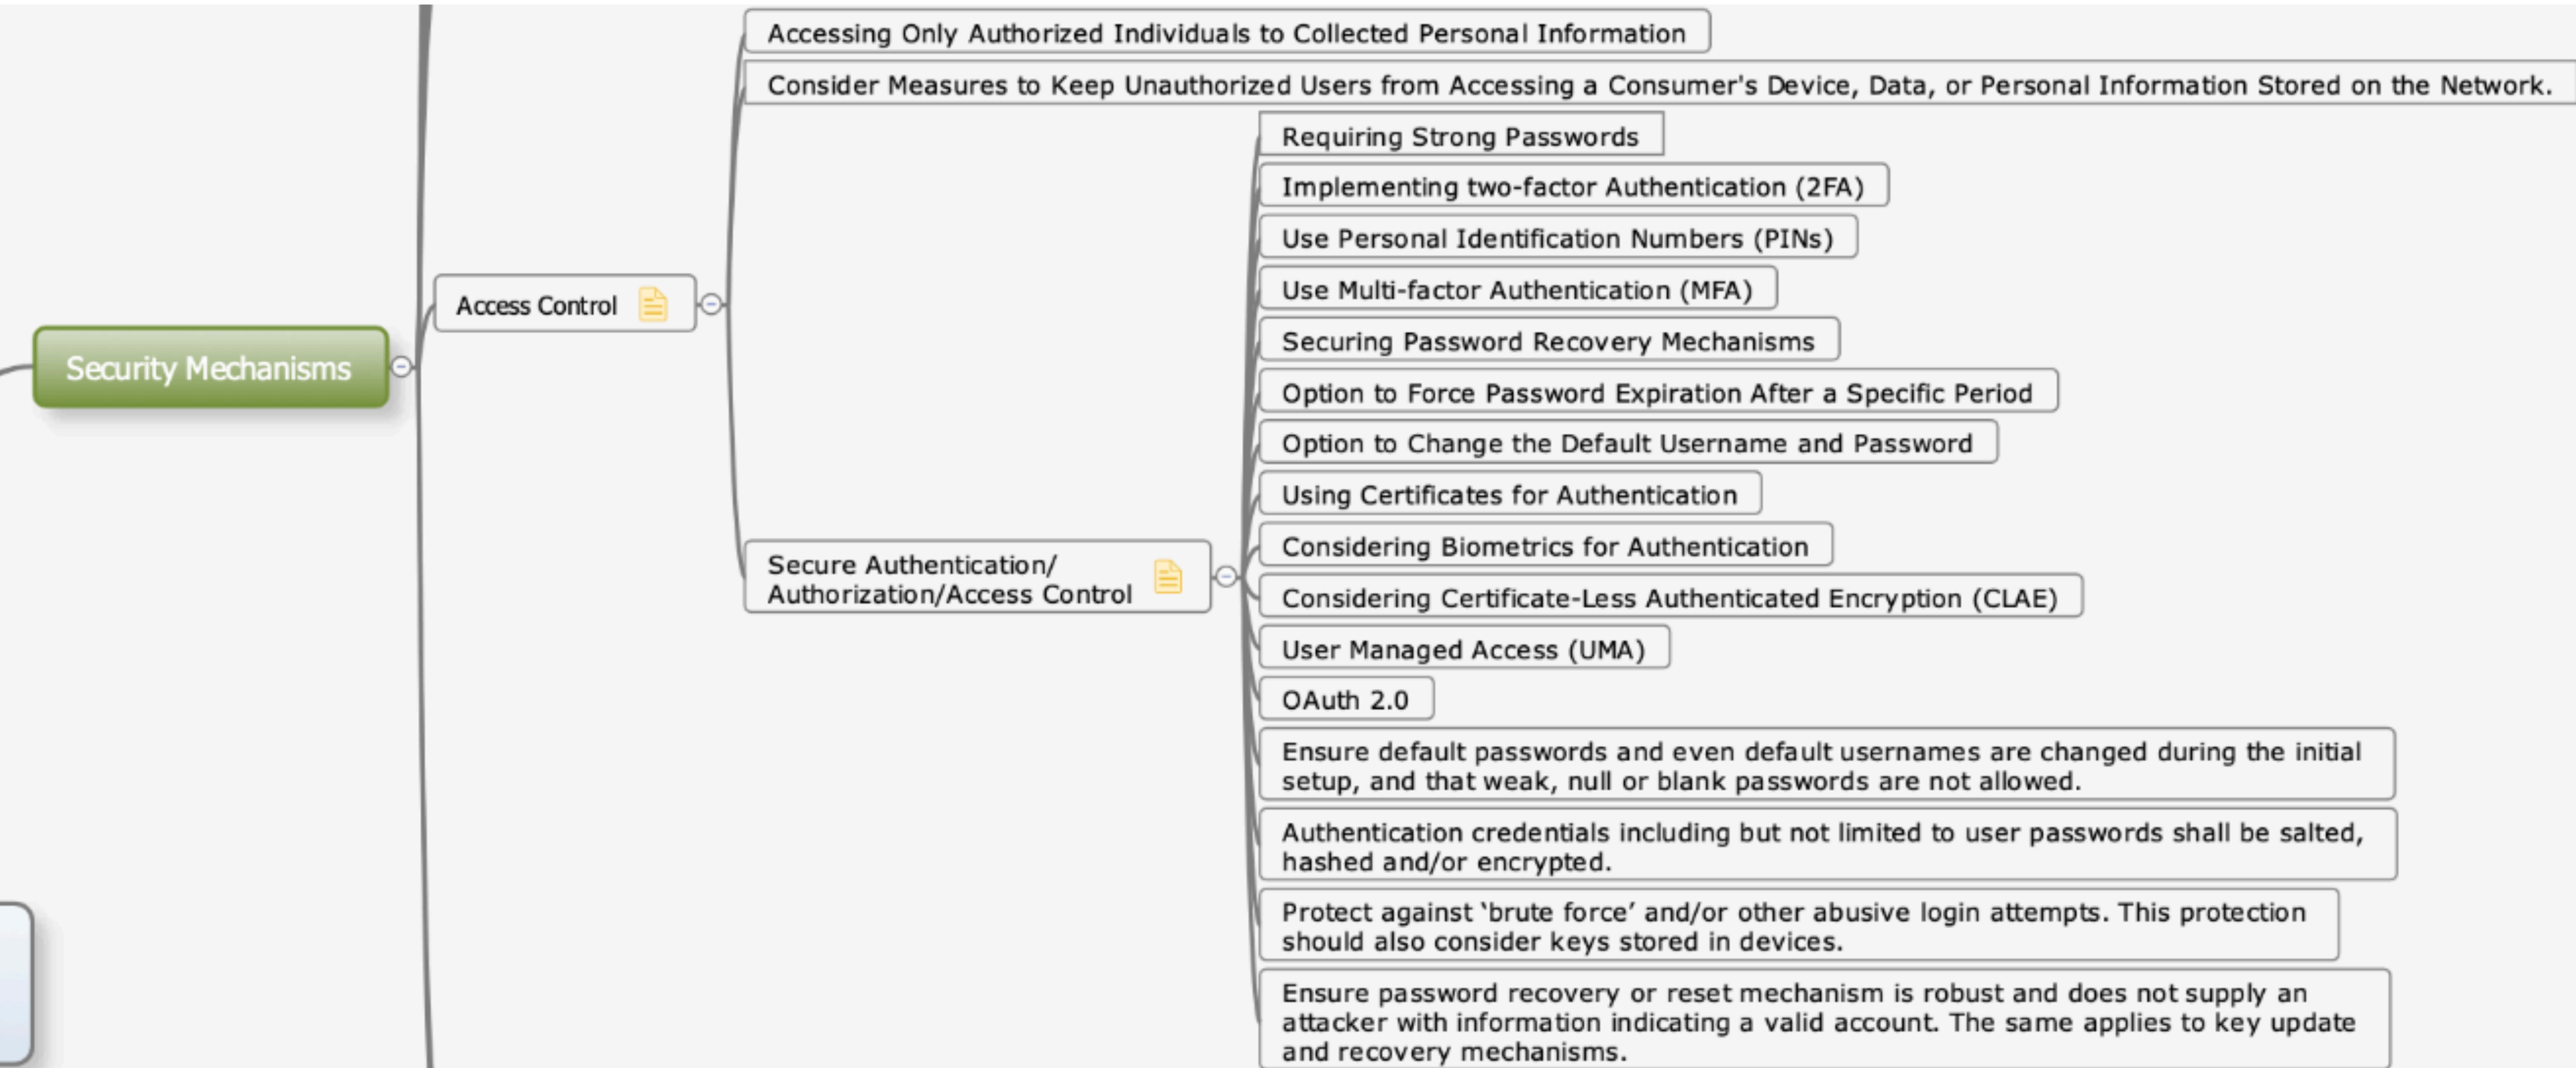 Accessing Only Authorized Individuals to Collected Personal Information
Consider Measures to Keep Unauthorized Users from Accessing a Consumer's Device, Data, or Personal Information Stored on the Network.
Requiring Strong Passwords
Implementing two-factor Authentication (2FA)
Use Personal Identification Numbers (PINs)
Use Multi-factor Authentication (MFA)
Access Control
Securing Password Recovery Mechanisms
Security Mechanisms
Option to Force Password Expiration After a Specific Period
Option to Change the Default Username and Password
Using Certificates for Authentication
Considering Biometrics for Authentication
Secure Authentication/
Authorization/Access Control
Considering Certificate-Less Authenticated Encryption (CLAE)
User Managed Access (UMA)
OAuth 2.0
Ensure default passwords and even default usernames are changed during the initial
setup, and that weak, null or blank passwords are not allowed.
Authentication credentials including but not limited to user passwords shall be salted,
hashed and/or encrypted.
Protect against ‘brute force’ and/or other abusive login attempts. This protection
should also consider keys stored in devices.
Ensure password recovery or reset mechanism is robust and does not supply an
attacker with information indicating a valid account. The same applies to key update
and recovery mechanisms.